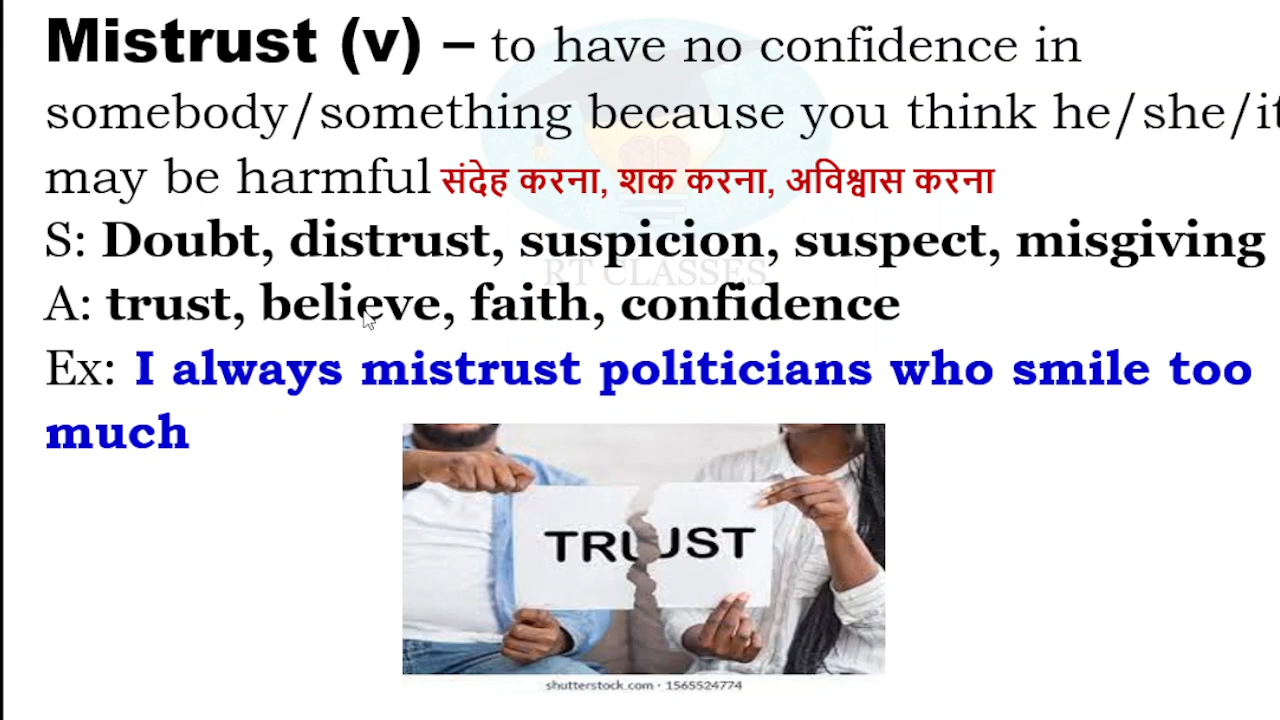 Mistrust (v) – to have no confidence in
somebody/something because you think he/she/it
may be harmful संदेह करना, शक करना, अविश्वास करना
S: Doubt, distrust, suspicion, suspect, misgiving
RT CLASSES
A: trust, believe, faith, confidence
Ex: I always mistrust politicians who smile too
much
TRUST
shutterstock.com · 1565524774